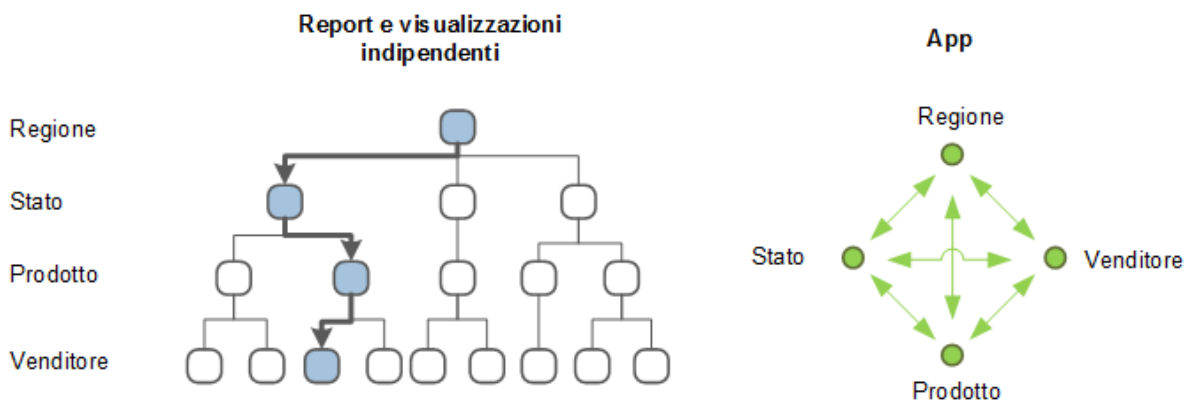 Report e visualizzazioni
indipendenti
Regione
Stato
Prodotto
Venditore
App
Regione
Stato
Venditore
Prodotto